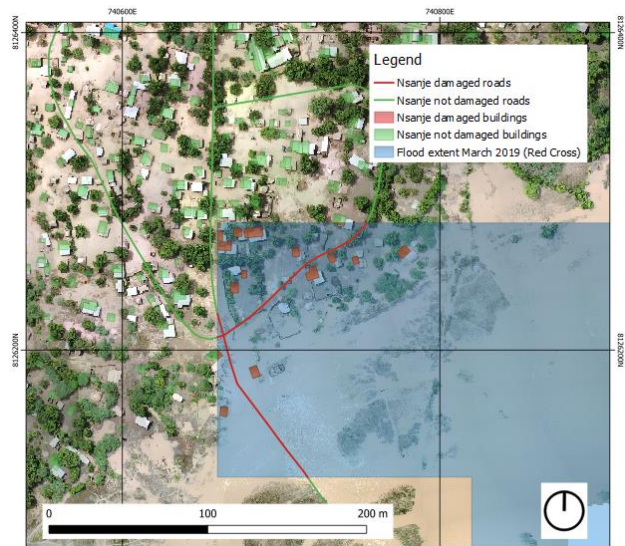 740600E
740800E
8126400N
8126400N
Legend
Nsanje damaged roads
Nsanje not damaged roads
Nsanje damaged buildings
Nsanje not damaged buildings
Flood extent March 2019 (Red Cross)
8126200N
8126200N
0
100
200 m